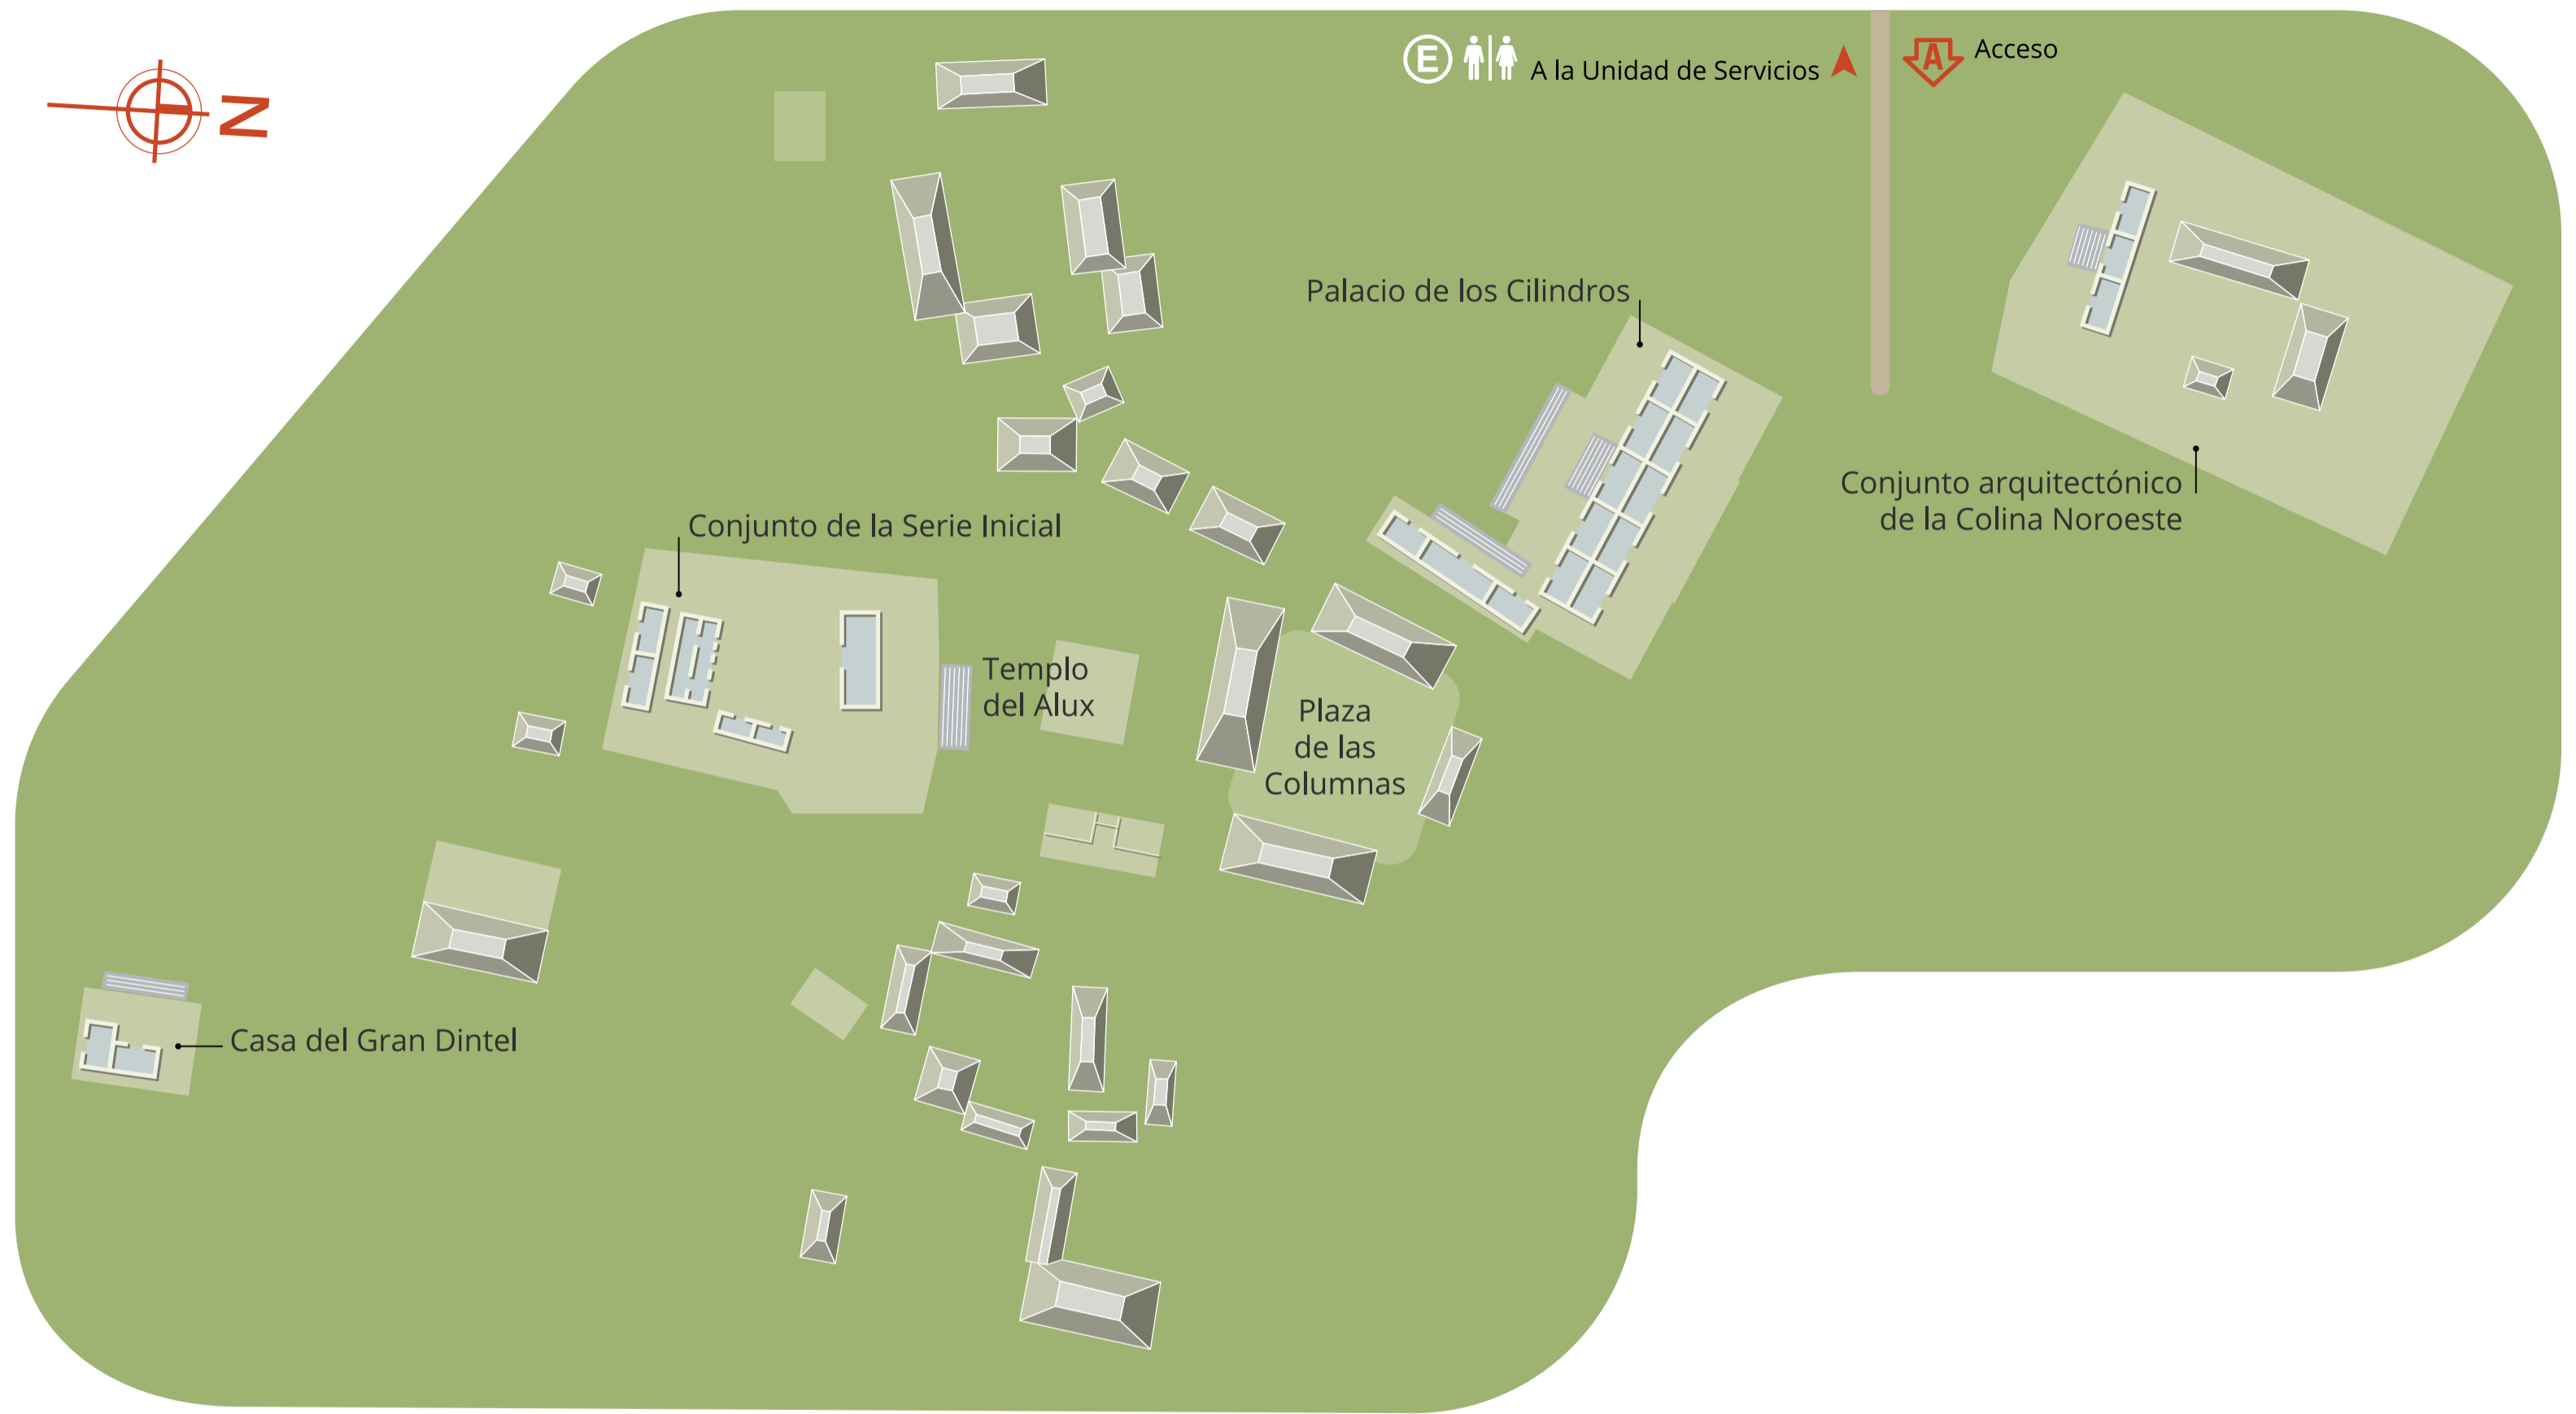 N
E
A la Unidad de Servicios
A
Acceso
Palacio de los Cilindros
Conjunto arquitectónico
de la Colina Noroeste
Conjunto de la Serie Inicial
Templo
del Alux
Plaza
de las
Columnas
Casa del Gran Dintel